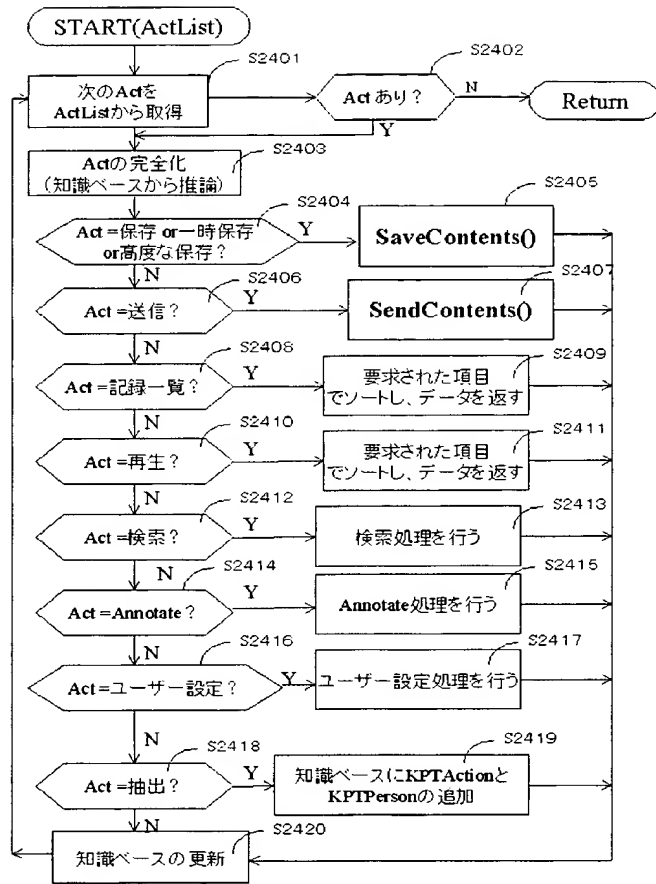 START(ActList)
S2401
次のActを
ActListから取得
S2402
Act あり?
N
Return
Y
S2403
Actの完全化
(知識ベースから推論)
S2404
Act =保存 or一時保存
or高度な保存?
Y
S2405
SaveContents()
N
S2406
Act =送信?
Y
S2407
SendContents()
N
S2408
Act =記録一覧?
Y
S2409
要求された項目
でソートし、データを返す
N
S2410
Act =再生?
Y
S2411
要求された項目
でソートし、データを返す
N
S2412
Act =検索?
Y
S2413
検索処理を行う
N
S2414
Act =Annotate?
Y
S2415
Annotate処理を行う
N
S2416
Act =ユーザー設定?
Y
S2417
ユーザー設定処理を行う
N
S2418
Act =抽出?
Y
S2419
知識ベースにKPTActionと
KPTPersonの追加
N
S2420
知識ベースの更新